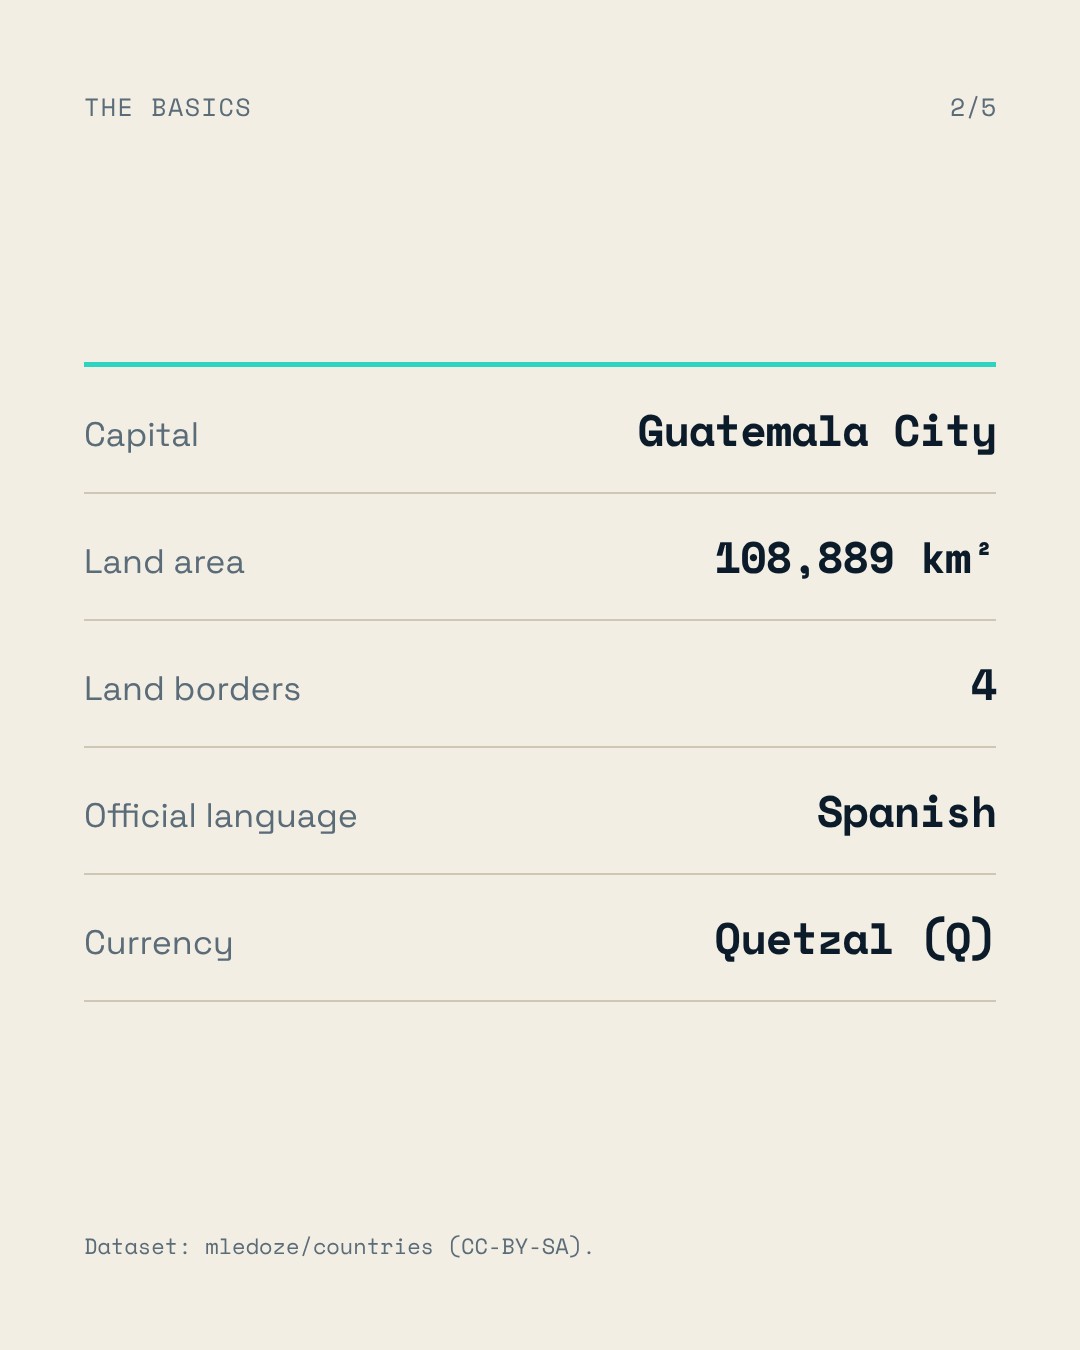 THE BASICS 2/5
Capital Guatemala City
Land area 108,889 km²
Land borders 4
Official language Spanish
Currency Quetzal (Q)
Dataset: mledoze/countries (CC-BY-SA).